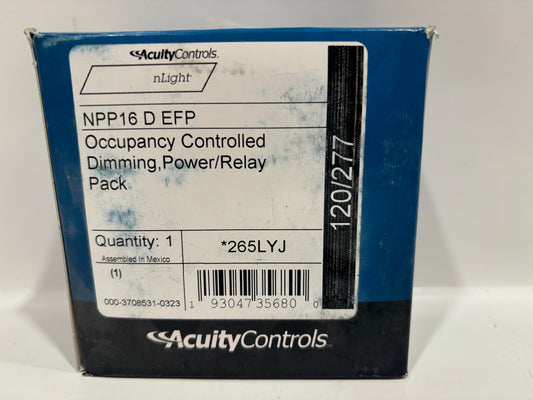 AcuityControls
nLight
NPP16 D EFP
Occupancy Controlled
Dimming,Power/Relay
Pack
120/277
Quantity: 1
*265LYJ
Assembled In Mexico
(1)
000-3708531-0323
1 93047 35680 0
AcuityControls